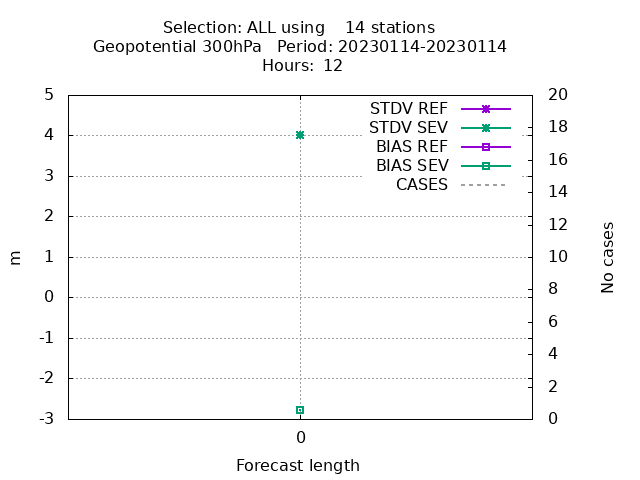 Selection: ALL using    14 stations
Geopotential 300hPa   Period: 20230114-20230114
Hours: 12
5
4
3
2
1
0
-1
-2
-3
m
STDV REF
STDV SEV
BIAS REF
BIAS SEV
CASES
20
18
16
14
12
10
8
6
4
2
0
No cases
0
Forecast length